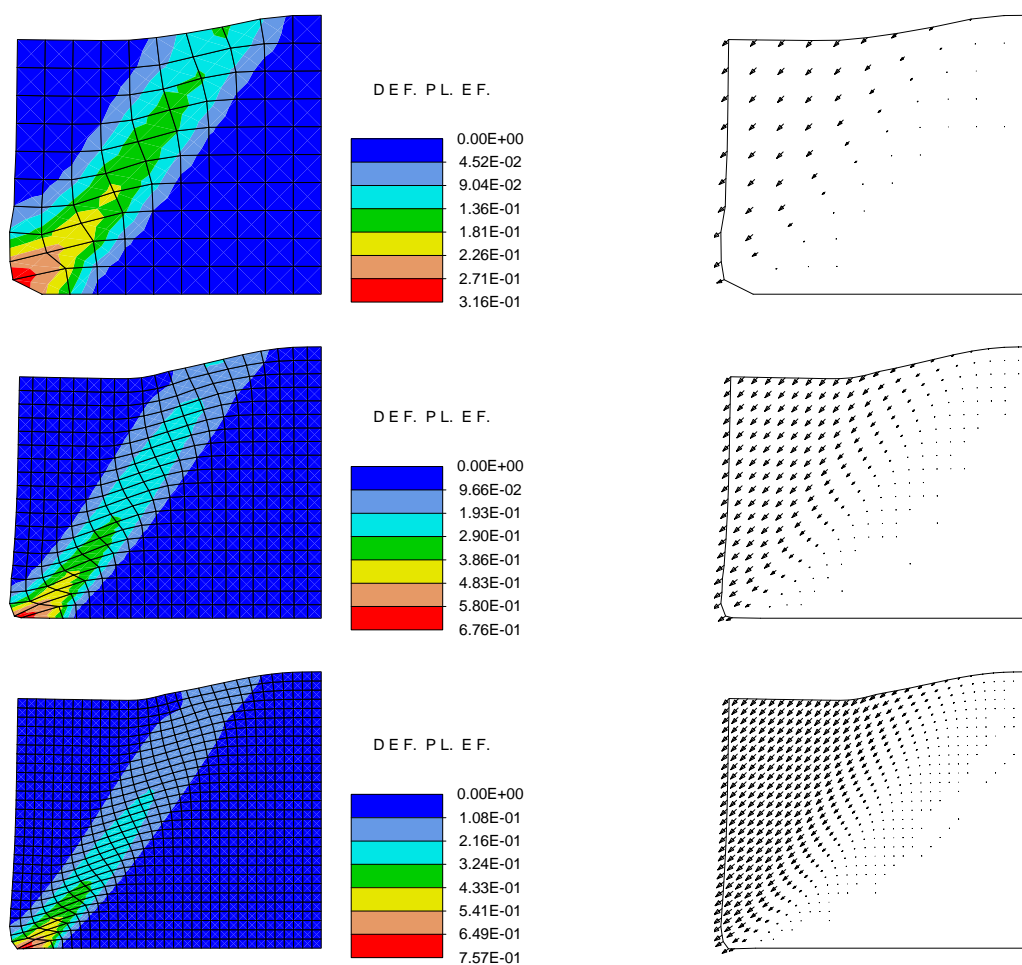 DEF. PL. EF.
0.00E+00
4.52E-02
9.04E-02
1.36E-01
1.81E-01
2.26E-01
2.71E-01
3.16E-01
DEF. PL. EF.
0.00E+00
9.66E-02
1.93E-01
2.90E-01
3.86E-01
4.83E-01
5.80E-01
6.76E-01
DEF. PL. EF.
0.00E+00
1.08E-01
2.16E-01
3.24E-01
4.33E-01
5.41E-01
6.49E-01
7.57E-01